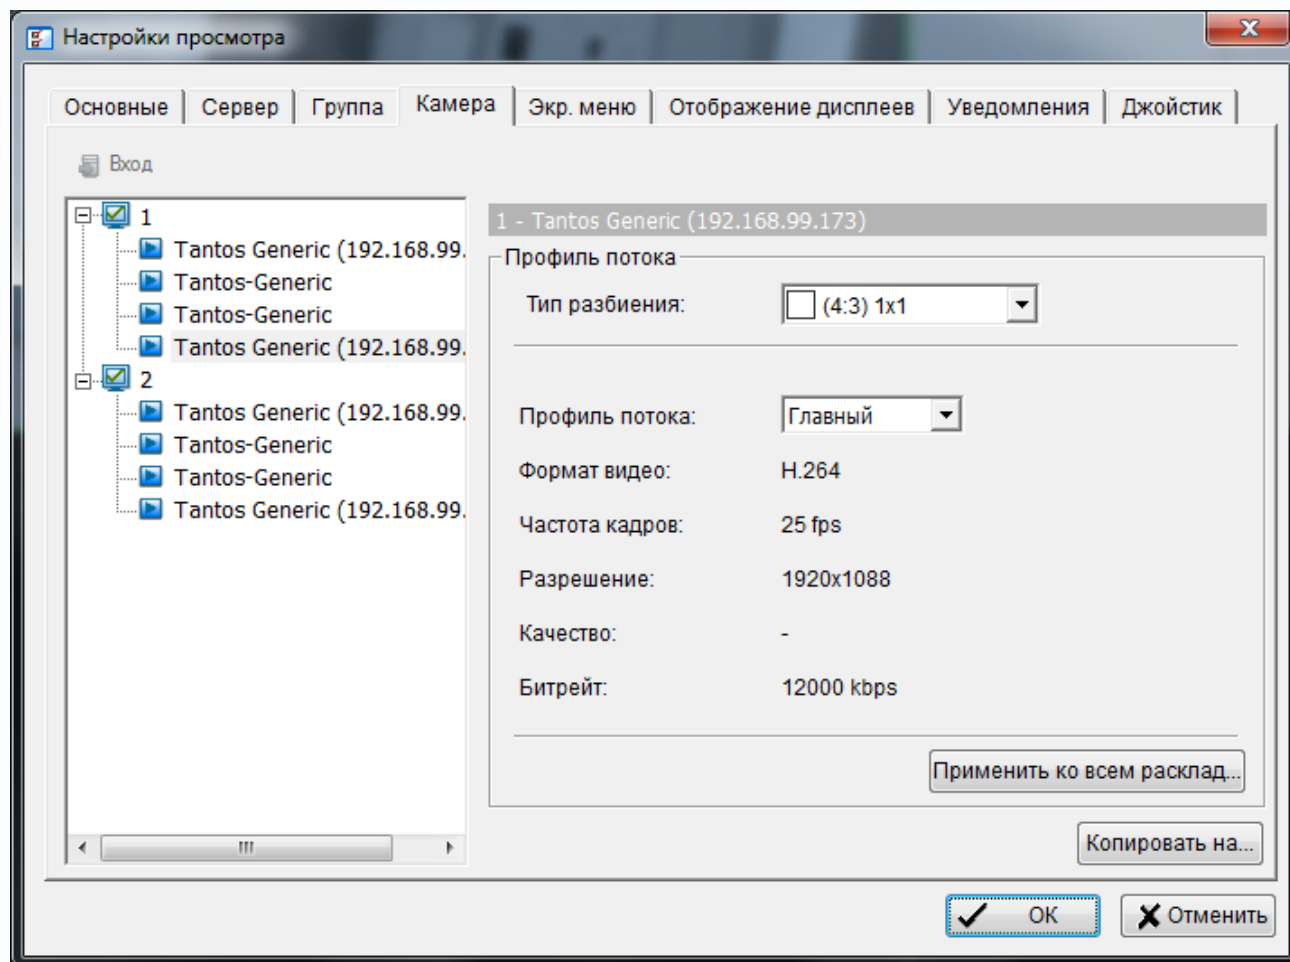 Настройки просмотра
Основные Сервер Группа Камера Экр. меню Отображение дисплеев Уведомления Джойстик
Вход
1
Tantos Generic (192.168.99.
Tantos-Generic
Tantos-Generic
Tantos Generic (192.168.99.
2
Tantos Generic (192.168.99.
Tantos-Generic
Tantos-Generic
Tantos Generic (192.168.99.
1 - Tantos Generic (192.168.99.173)
Профиль потока
Тип разбиения: (4:3) 1x1
Профиль потока: Главный
Формат видео: H.264
Частота кадров: 25 fps
Разрешение: 1920x1088
Качество: -
Битрейт: 12000 kbps
Применить ко всем расклад...
Копировать на...
ОК Отменить